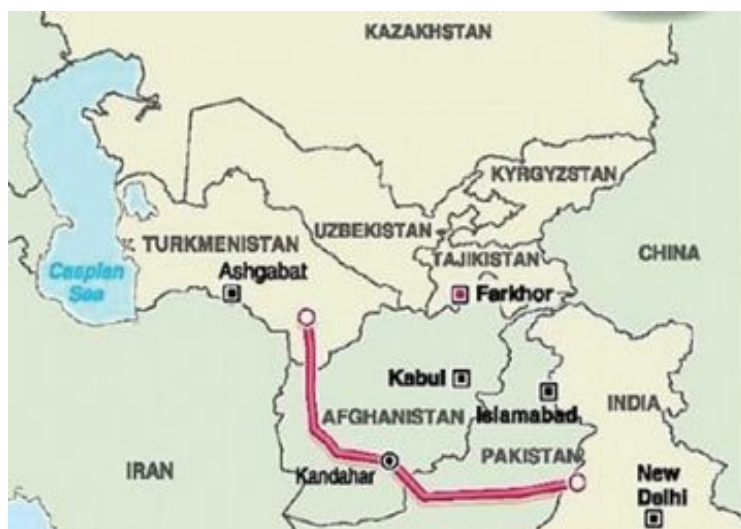 KAZAKHSTAN
KYRGYZSTAN
UZBEKISTAN
TURKMENISTAN
TAJIKISTAN
CHINA
Caspian
Sea
Ashgabat
Farkhor
Kabul
Islamabad
INDIA
AFGHANISTAN
PAKISTAN
IRAN
Kandahar
New
Delhi